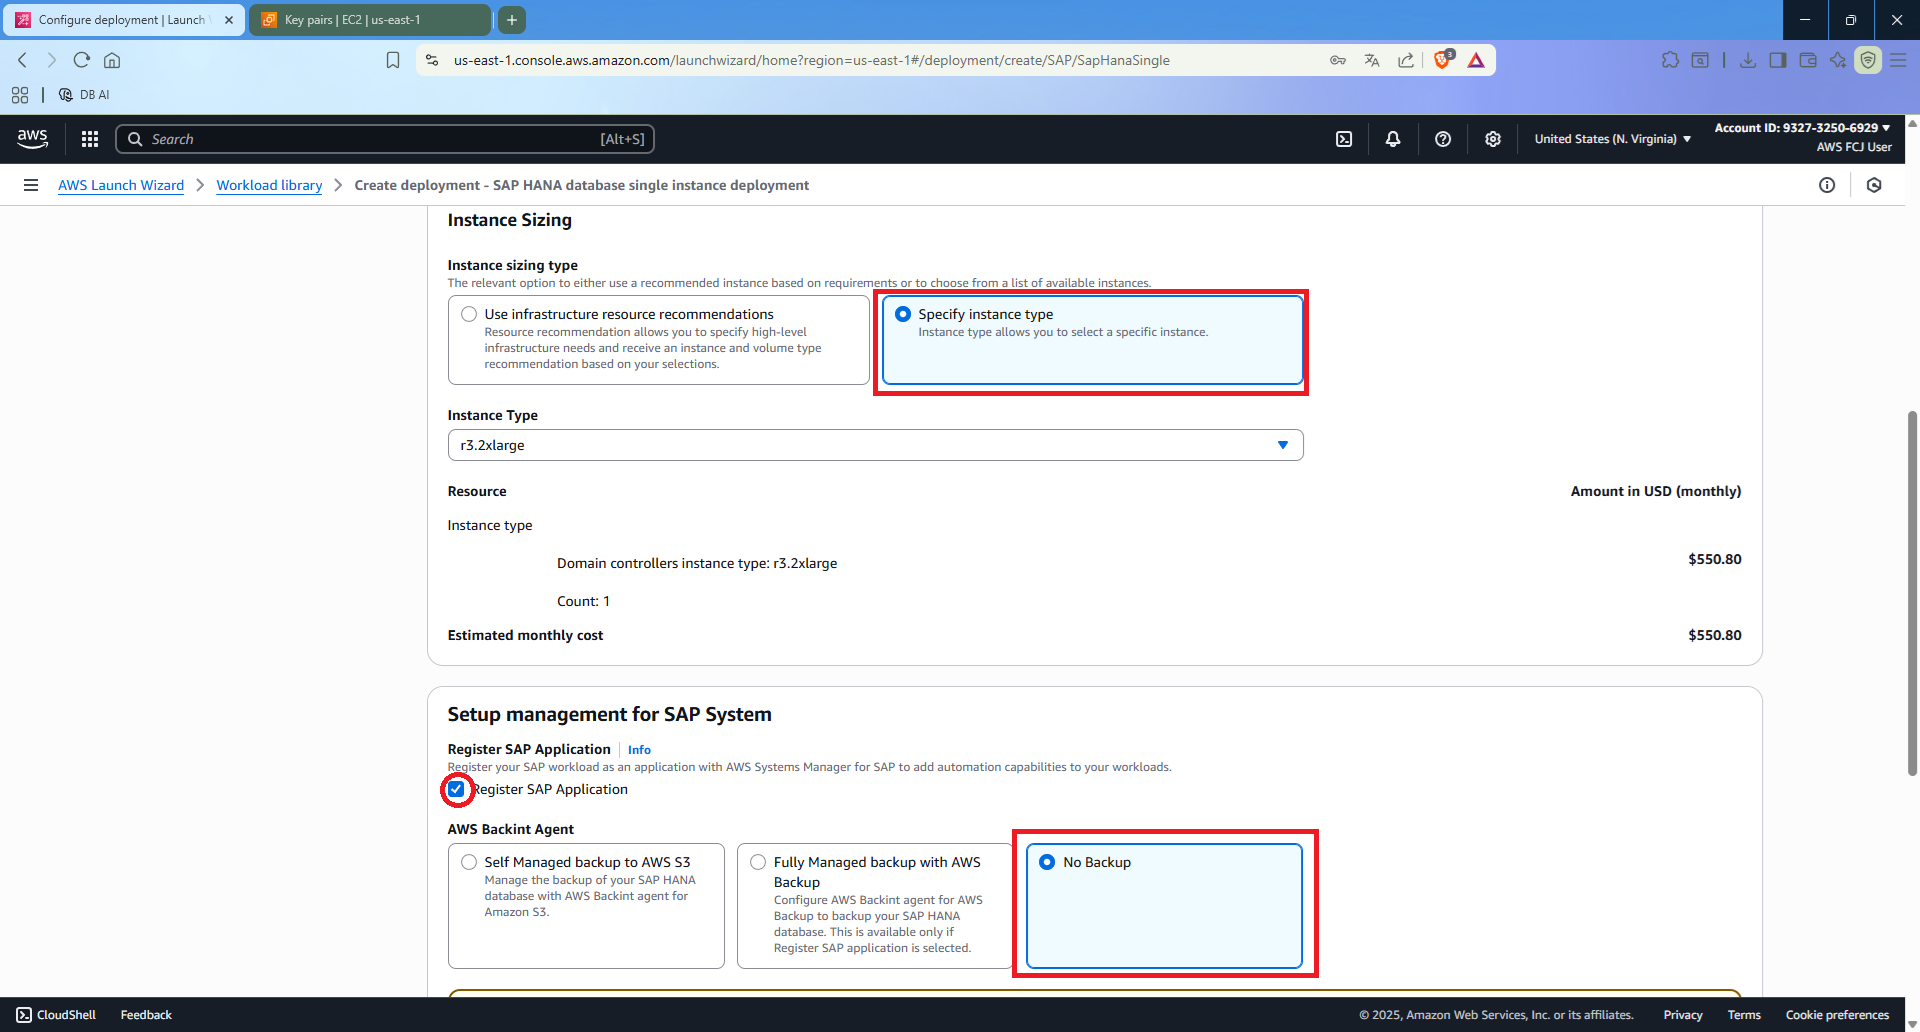 Configure deployment | Launch
Key pairs | EC2 | us-east-1
us-east-1.console.aws.amazon.com/launchwizard/home?region=us-east-1#/deployment/create/SAP/SapHanaSingle
3
DB AI
aws
Search
[Alt+S]
United States (N. Virginia)
Account ID: 9327-3250-6929
AWS FCJ User
AWS Launch Wizard
Workload library
Create deployment - SAP HANA database single instance deployment
Instance Sizing
Instance sizing type
The relevant option to either use a recommended instance based on requirements or to choose from a list of available instances.
Use infrastructure resource recommendations
Resource recommendation allows you to specify high-level
infrastructure needs and receive an instance and volume type
recommendation based on your selections.
Specify instance type
Instance type allows you to select a specific instance.
Instance Type
r3.2xlarge
Resource
Amount in USD (monthly)
Instance type
Domain controllers instance type: r3.2xlarge
$550.80
Count: 1
Estimated monthly cost
$550.80
Setup management for SAP System
Register SAP Application
Info
Register your SAP workload as an application with AWS Systems Manager for SAP to add automation capabilities to your workloads.
Register SAP Application
AWS Backint Agent
Self Managed backup to AWS S3
Manage the backup of your SAP HANA
database with AWS Backint agent for
Amazon S3.
Fully Managed backup with AWS
Backup
Configure AWS Backint agent for AWS
Backup to backup your SAP HANA
database. This is available only if
Register SAP application is selected.
No Backup
CloudShell
Feedback
© 2025, Amazon Web Services, Inc. or its affiliates.
Privacy
Terms
Cookie preferences